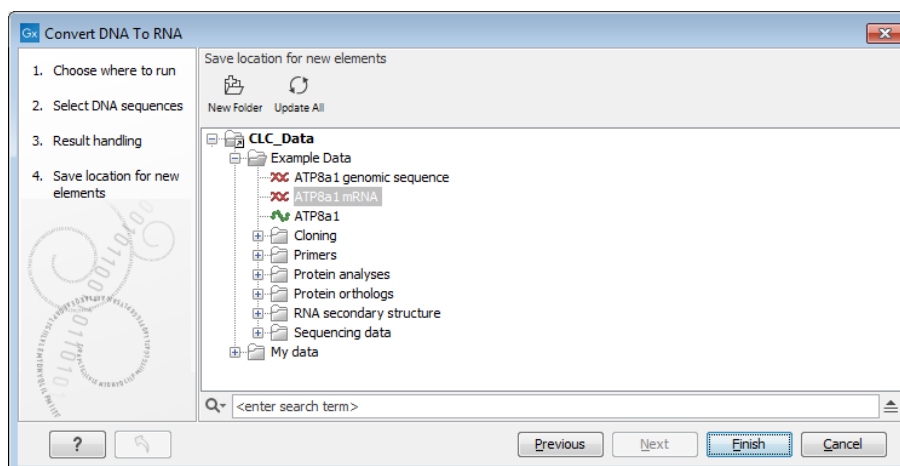 Gx Convert DNA To RNA
1. Choose where to run
2. Select DNA sequences
3. Result handling
4. Save location for new
elements
Save location for new elements
New Folder Update All
CLC_Data
Example Data
ATP8a1 genomic sequence
ATP8a1 mRNA
ATP8a1
Cloning
Primers
Protein analyses
Protein orthologs
RNA secondary structure
Sequencing data
My data
<enter search term>
? Previous Next Finish Cancel